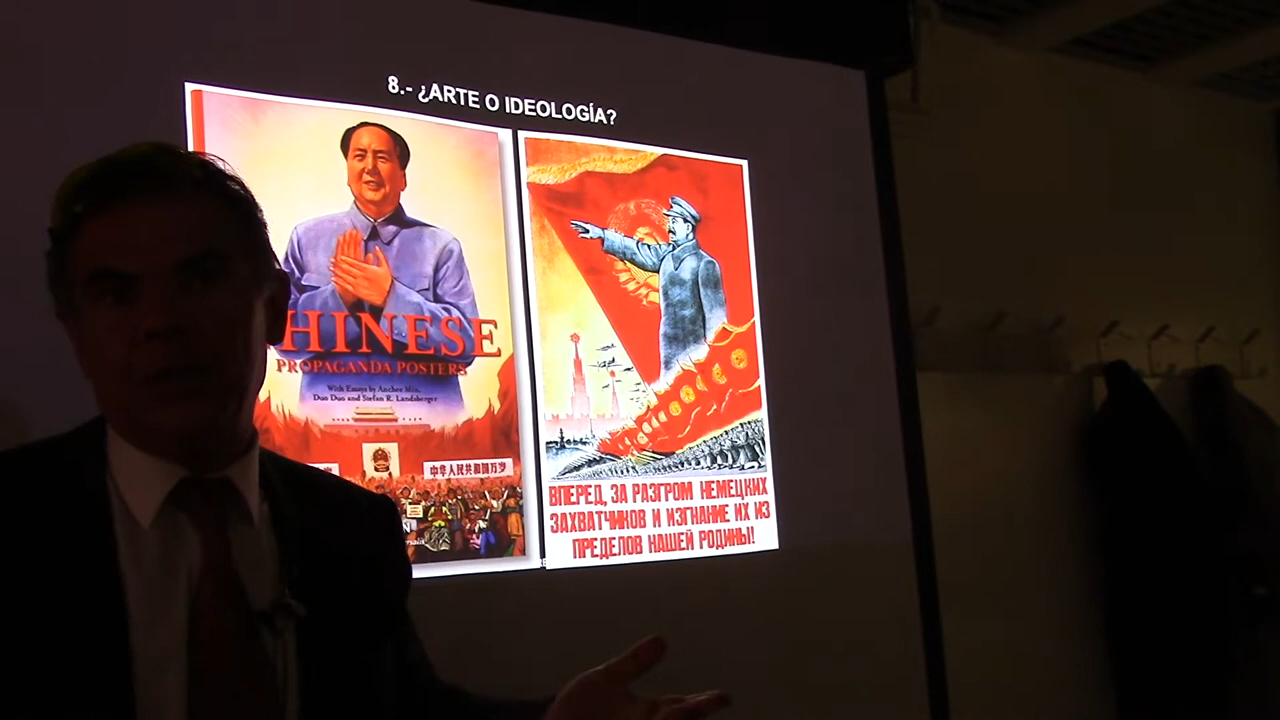 8.- ¿ARTE O IDEOLOGÍA?
CHINESE
PROPAGANDA POSTERS
With Essays by Anchee Min,
Duo Duo and Stefan R. Landsberger
中华人民共和国万岁
ВПЕРЕД, ЗА РАЗГРОМ НЕМЕЦКИХ
ЗАХВАТЧИКОВ И ИЗГНАНИЕ ИХ ИЗ
ПРЕДЕЛОВ НАШЕЙ РОДИНЫ!